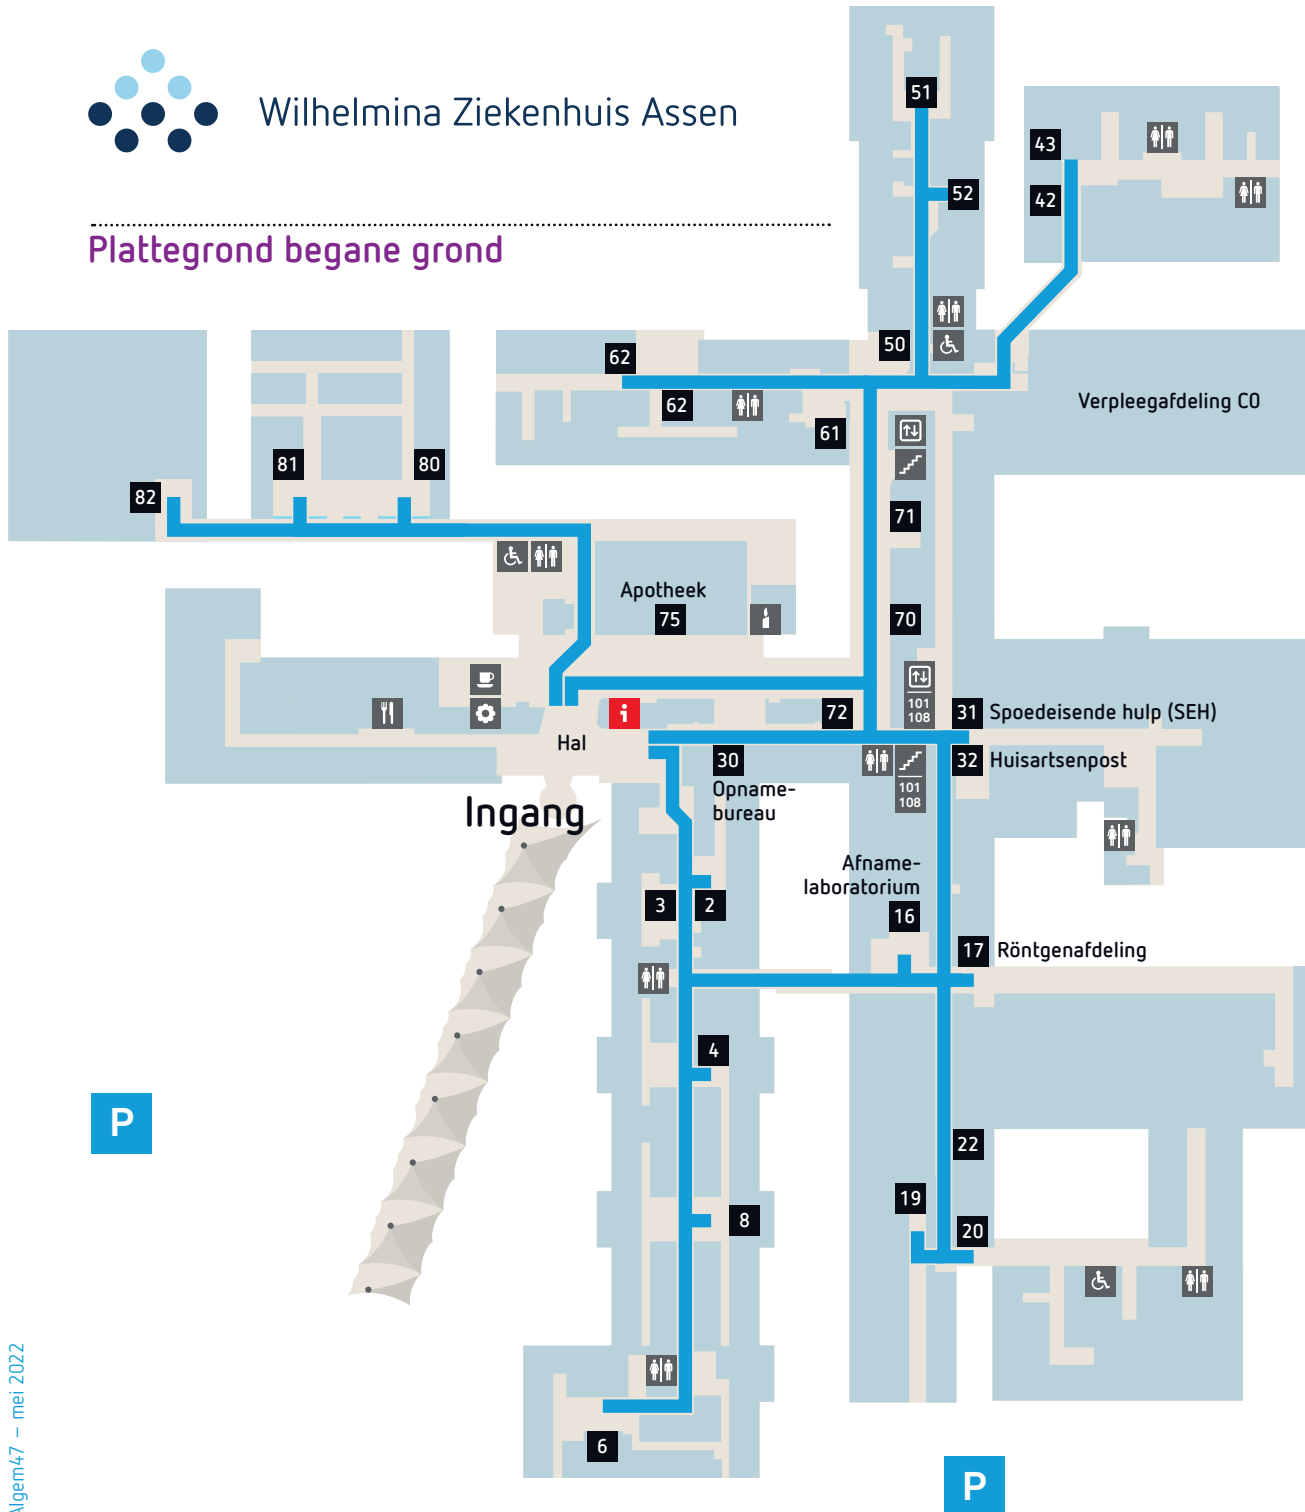 Wilhelmina Ziekenhuis Assen
Plattegrond begane grond
51
52
43
42
50
62
62
61
Verpleegafdeling C0
81
80
82
71
Apotheek
75
70
101
108
72
31 Spoedeisende hulp (SEH)
Hal
30
Opname-
bureau
101
108
32 Huisartsenpost
Ingang
Afname-
laboratorium
3
2
16
17 Röntgenafdeling
4
P
22
19
8
20
6
P
Algem47 – mei 2022